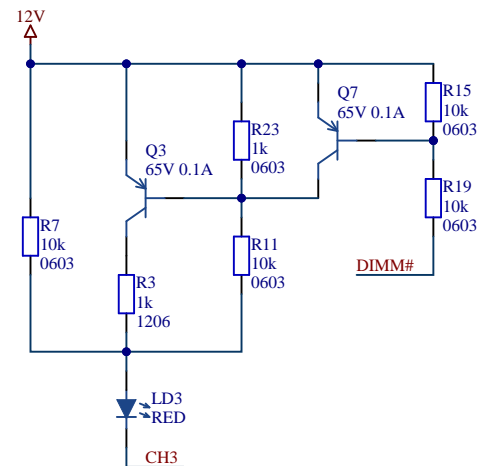 12V
Q7
65V 0.1A
R15
10k
0603
Q3
65V 0.1A
R23
1k
0603
R19
10k
0603
R7
10k
0603
R11
10k
0603
DIMM#
R3
1k
1206
LD3
RED
CH3